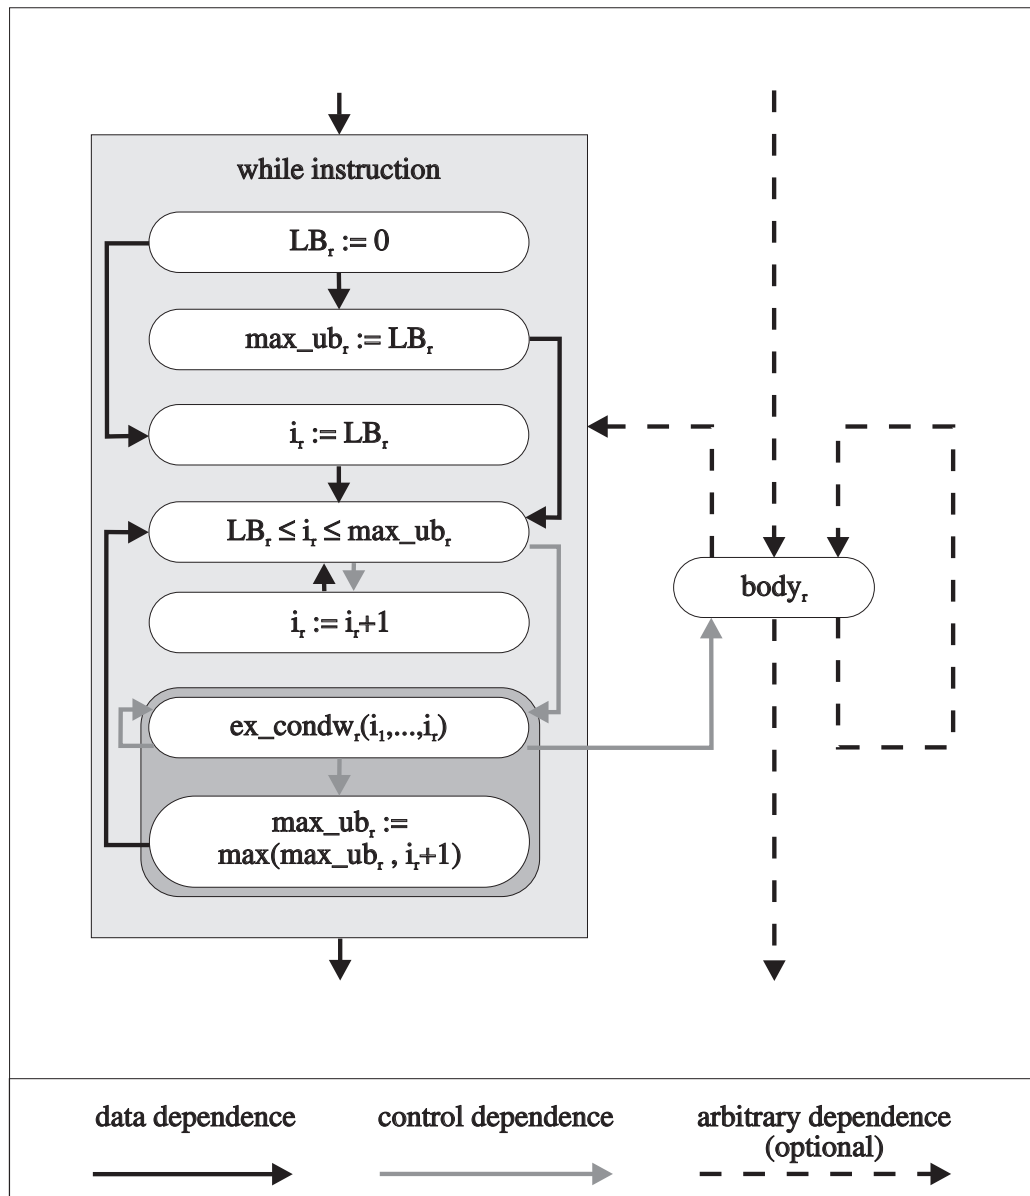 while instruction
LBᵣ := 0
max_ubᵣ := LBᵣ
iᵣ := LBᵣ
LBᵣ ≤ iᵣ ≤ max_ubᵣ
iᵣ := iᵣ+1
bodyᵣ
ex_condwᵣ(i₁,...,iᵣ)
max_ubᵣ :=
max(max_ubᵣ , iᵣ+1)
data dependence
control dependence
arbitrary dependence
(optional)